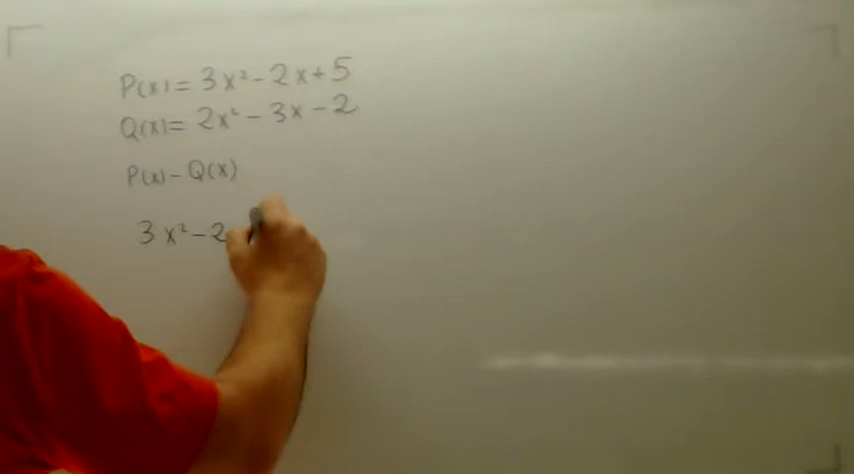 P(x) = 3x² - 2x + 5
Q(x) = 2x² - 3x - 2
P(x) - Q(x)
3x² - 2